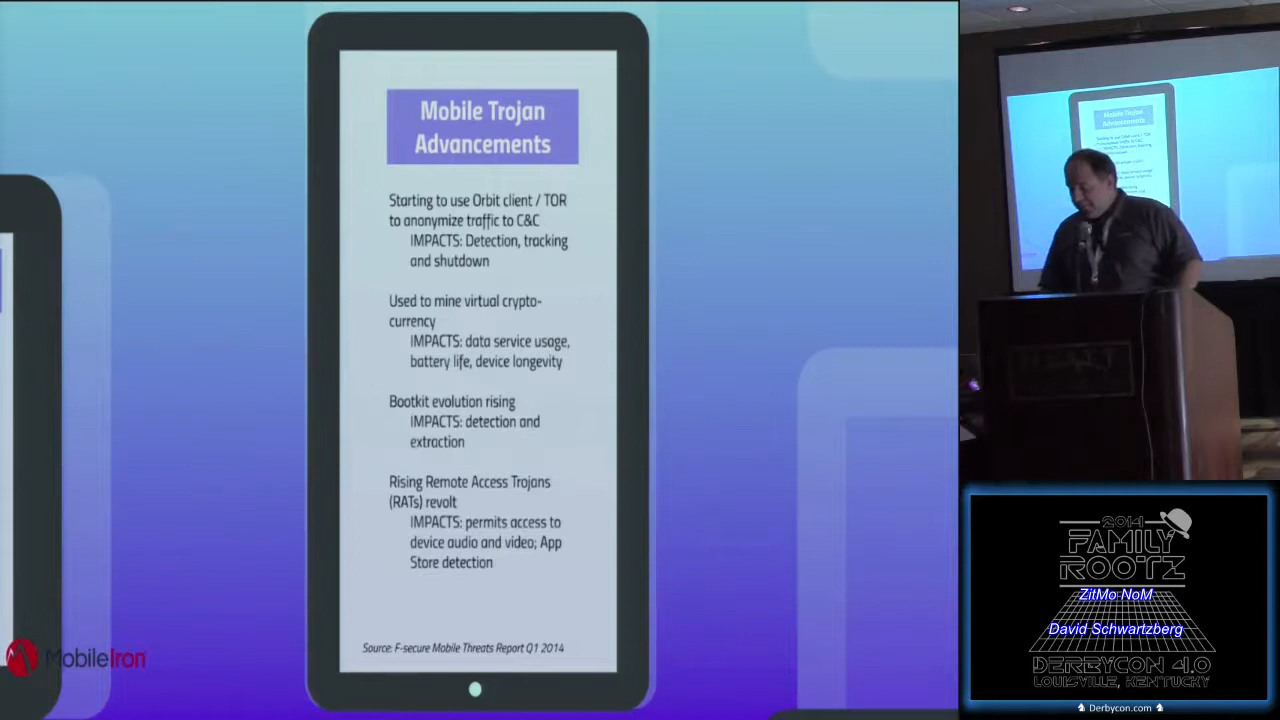 Mobile Trojan
Advancements
Starting to use Orbit client / TOR
to anonymize traffic to C&C
IMPACTS: Detection, tracking
and shutdown
Used to mine virtual crypto-
currency
IMPACTS: data service usage,
battery life, device longevity
Bootkit evolution rising
IMPACTS: detection and
extraction
Rising Remote Access Trojans
(RATs) revolt
IMPACTS: permits access to
device audio and video; App
Store detection
Source: F-secure Mobile Threats Report Q1 2014
MobileIron
Mobile Trojan
Advancements
2014
FAMILY
ROOTZ
ZitMo NoM
David Schwartzberg
DERBYCON 4.0
LOUISVILLE, KENTUCKY
Derbycon.com